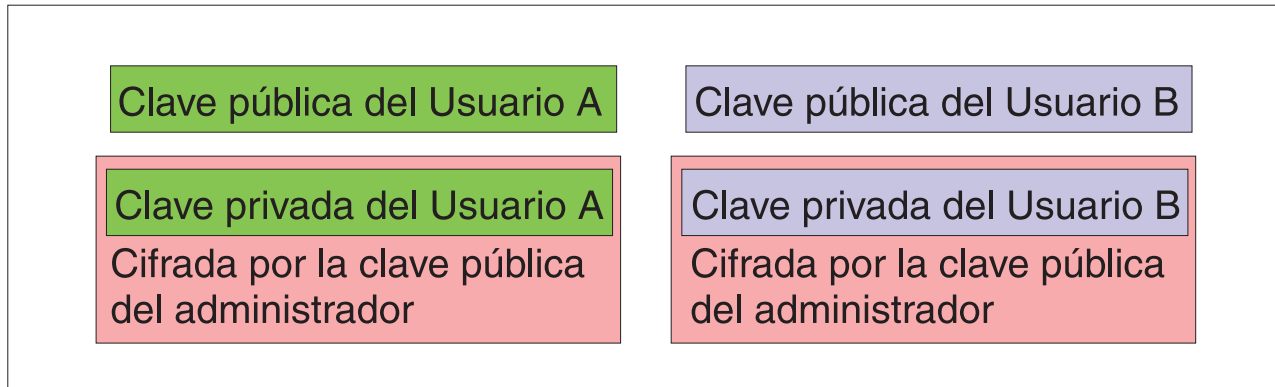 Clave pública del Usuario A
Clave pública del Usuario B
Clave privada del Usuario A
Cifrada por la clave pública
del administrador
Clave privada del Usuario B
Cifrada por la clave pública
del administrador